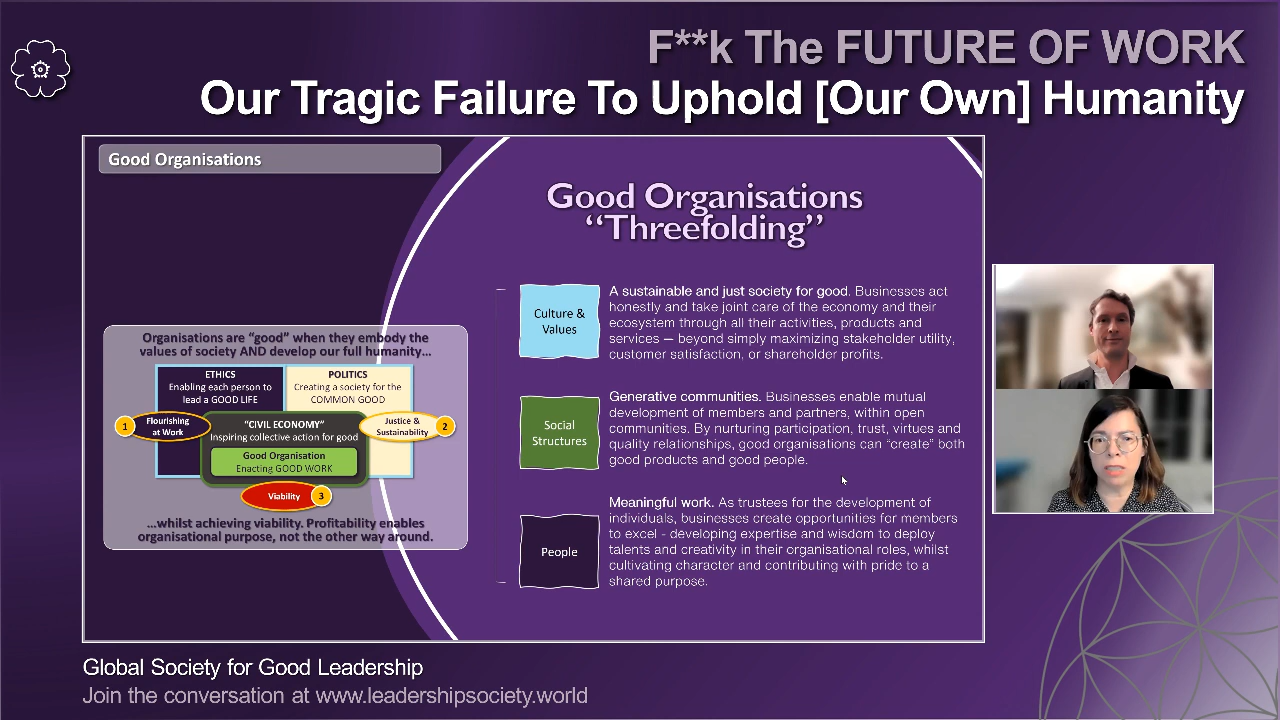 F**k The FUTURE OF WORK
Our Tragic Failure To Uphold [Our Own] Humanity
Good Organisations
Good Organisations
“Threefolding”
Organisations are “good” when they embody the
values of society AND develop our full humanity...
ETHICS
Enabling each person to
lead a GOOD LIFE
POLITICS
Creating a society for the
COMMON GOOD
1
Flourishing
at Work
“CIVIL ECONOMY”
Inspiring collective action for good
Justice &
Sustainability
2
Good Organisation
Enacting GOOD WORK
Viability
3
...whilst achieving viability. Profitability enables
organisational purpose, not the other way around.
Culture &
Values
A sustainable and just society for good. Businesses act
honestly and take joint care of the economy and their
ecosystem through all their activities, products and
services — beyond simply maximizing stakeholder utility,
customer satisfaction, or shareholder profits.
Social
Structures
Generative communities. Businesses enable mutual
development of members and partners, within open
communities. By nurturing participation, trust, virtues and
quality relationships, good organisations can “create” both
good products and good people.
People
Meaningful work. As trustees for the development of
individuals, businesses create opportunities for members
to excel - developing expertise and wisdom to deploy
talents and creativity in their organisational roles, whilst
cultivating character and contributing with pride to a
shared purpose.
Global Society for Good Leadership
Join the conversation at www.leadershipsociety.world